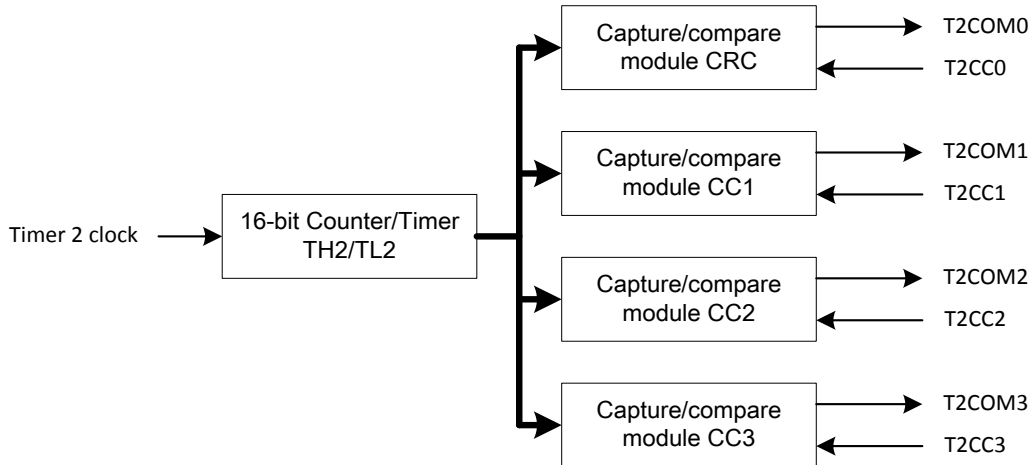 Timer 2 clock
16-bit Counter/Timer
TH2/TL2
Capture/compare
module CRC
T2COM0
T2CC0
Capture/compare
module CC1
T2COM1
T2CC1
Capture/compare
module CC2
T2COM2
T2CC2
Capture/compare
module CC3
T2COM3
T2CC3